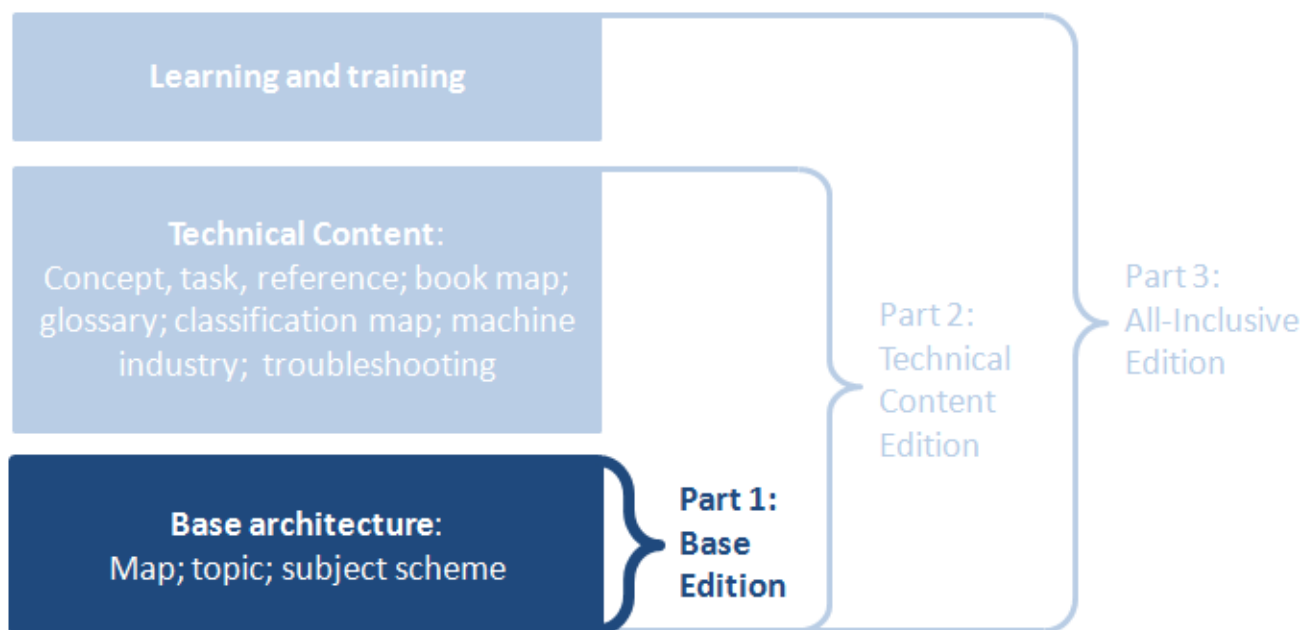 Learning and training
Technical Content:
Concept, task, reference; book map;
glossary; classification map; machine
industry; troubleshooting
Base architecture:
Map; topic; subject scheme
Part 1:
Base
Edition
Part 2:
Technical
Content
Edition
Part 3:
All-Inclusive
Edition